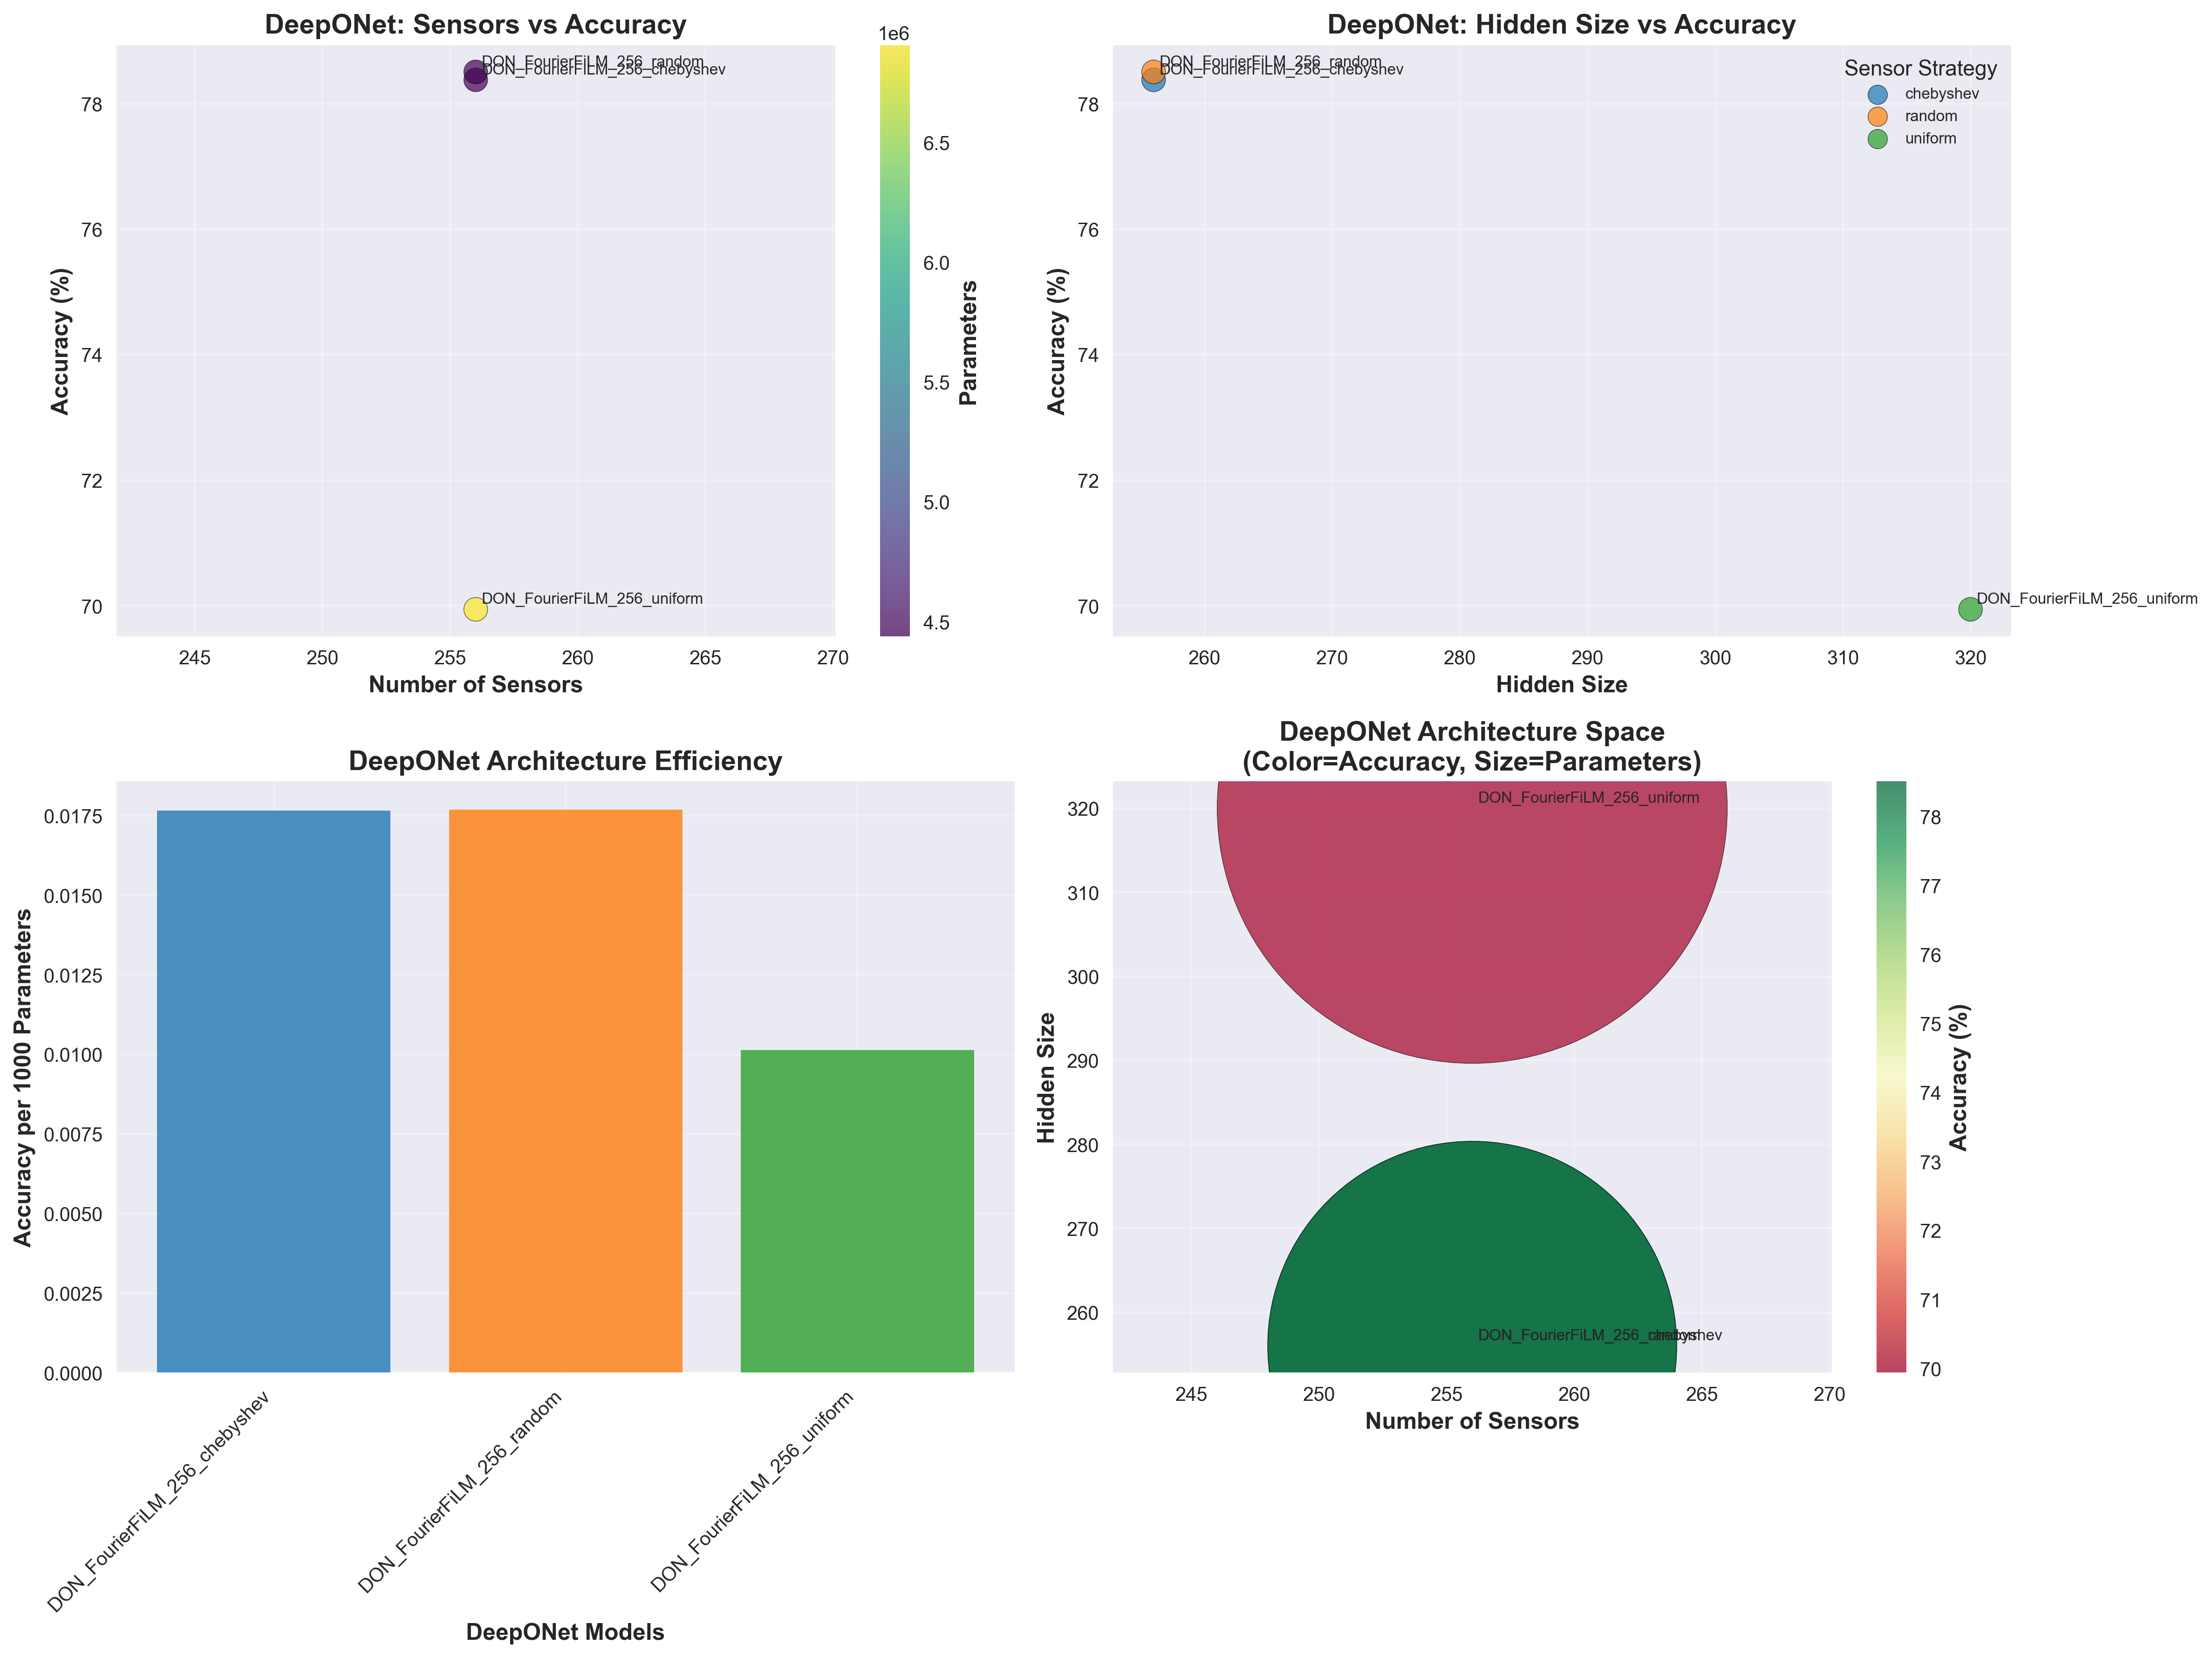 DeepONet: Sensors vs Accuracy
1e6
DON_FourierFiLM_256_random
DON_FourierFiLM_256_chebyshev
DON_FourierFiLM_256_uniform
78
76
74
72
70
Accuracy (%)
245
250
255
260
265
270
Number of Sensors
6.5
6.0
5.5
5.0
4.5
Parameters
DeepONet: Hidden Size vs Accuracy
DON_FourierFiLM_256_random
DON_FourierFiLM_256_chebyshev
DON_FourierFiLM_256_uniform
Sensor Strategy
chebyshev
random
uniform
78
76
74
72
70
Accuracy (%)
260
270
280
290
300
310
320
Hidden Size
DeepONet Architecture Efficiency
0.0175
0.0150
0.0125
0.0100
0.0075
0.0050
0.0025
0.0000
Accuracy per 1000 Parameters
DON_FourierFiLM_256_chebyshev
DON_FourierFiLM_256_random
DON_FourierFiLM_256_uniform
DeepONet Models
DeepONet Architecture Space
(Color=Accuracy, Size=Parameters)
DON_FourierFiLM_256_uniform
DON_FourierFiLM_256_chebyshev
320
310
300
290
280
270
260
Hidden Size
245
250
255
260
265
270
Number of Sensors
78
77
76
75
74
73
72
71
70
Accuracy (%)